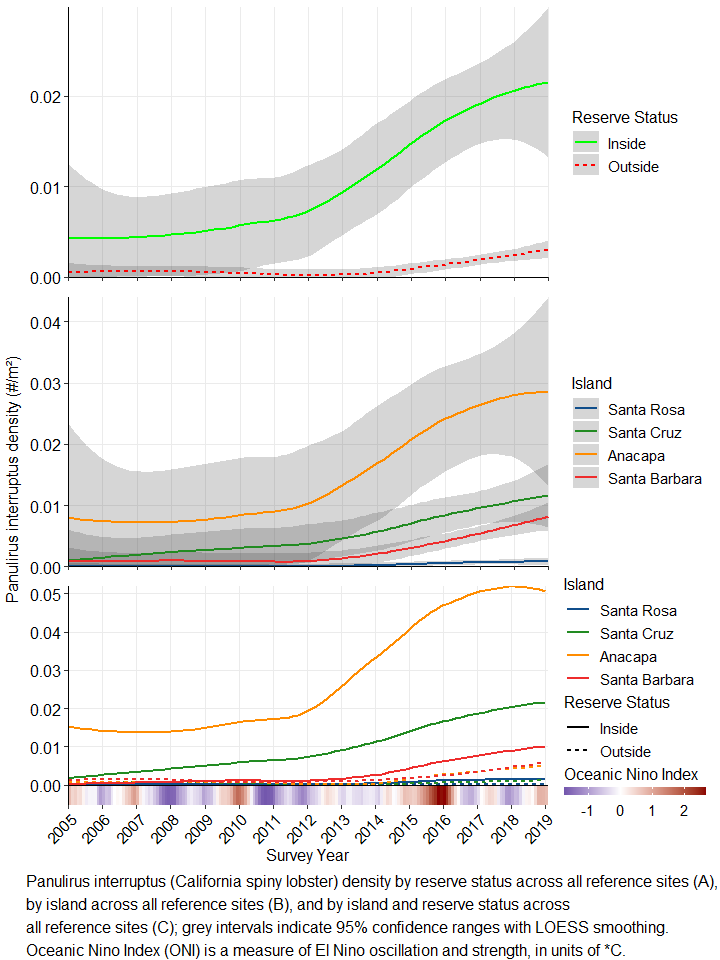 0.02
0.01
0.00
Reserve Status
Inside
Outside
Panulirus interruptus density (#/m²)
0.04
0.03
0.02
0.01
0.00
Island
Santa Rosa
Santa Cruz
Anacapa
Santa Barbara
0.05
0.04
0.03
0.02
0.01
0.00
Island
Santa Rosa
Santa Cruz
Anacapa
Santa Barbara
Reserve Status
Inside
Outside
Oceanic Nino Index
-1 0 1 2
2005 2006 2007 2008 2009 2010 2011 2012 2013 2014 2015 2016 2017 2018 2019
Survey Year
Panulirus interruptus (California spiny lobster) density by reserve status across all reference sites (A),
by island across all reference sites (B), and by island and reserve status across
all reference sites (C); grey intervals indicate 95% confidence ranges with LOESS smoothing.
Oceanic Nino Index (ONI) is a measure of El Nino oscillation and strength, in units of *C.